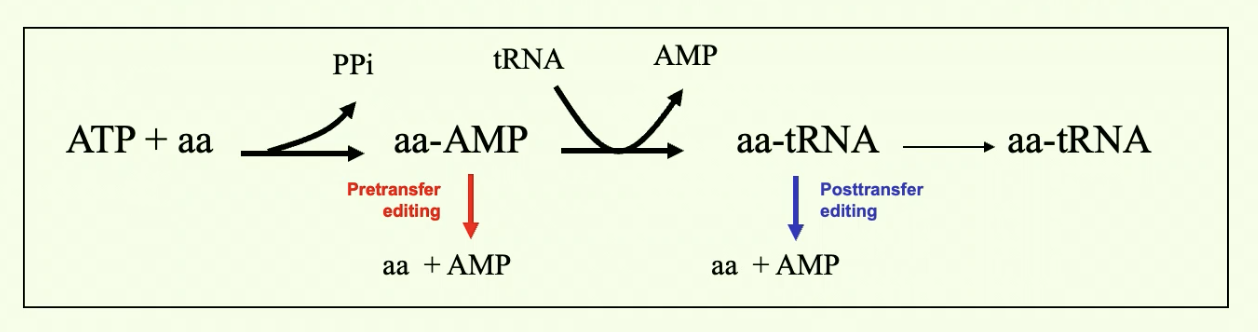 PPi
tRNA
AMP
ATP + aa
aa-AMP
aa-tRNA
aa-tRNA
Pretransfer
editing
Posttransfer
editing
aa + AMP
aa + AMP